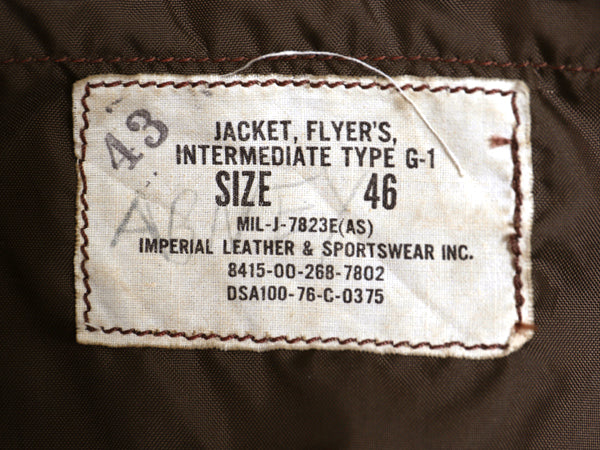 43
JACKET, FLYER'S,
INTERMEDIATE TYPE G-1
SIZE 46
MIL-J-7823E(AS)
IMPERIAL LEATHER & SPORTSWEAR INC.
8415-00-268-7802
DSA100-76-C-0375